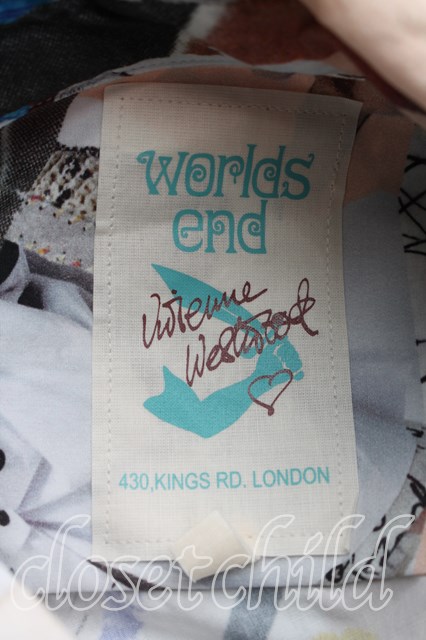 worlds
end
Vivienne
Westwood
430,KINGS RD. LONDON
closet child